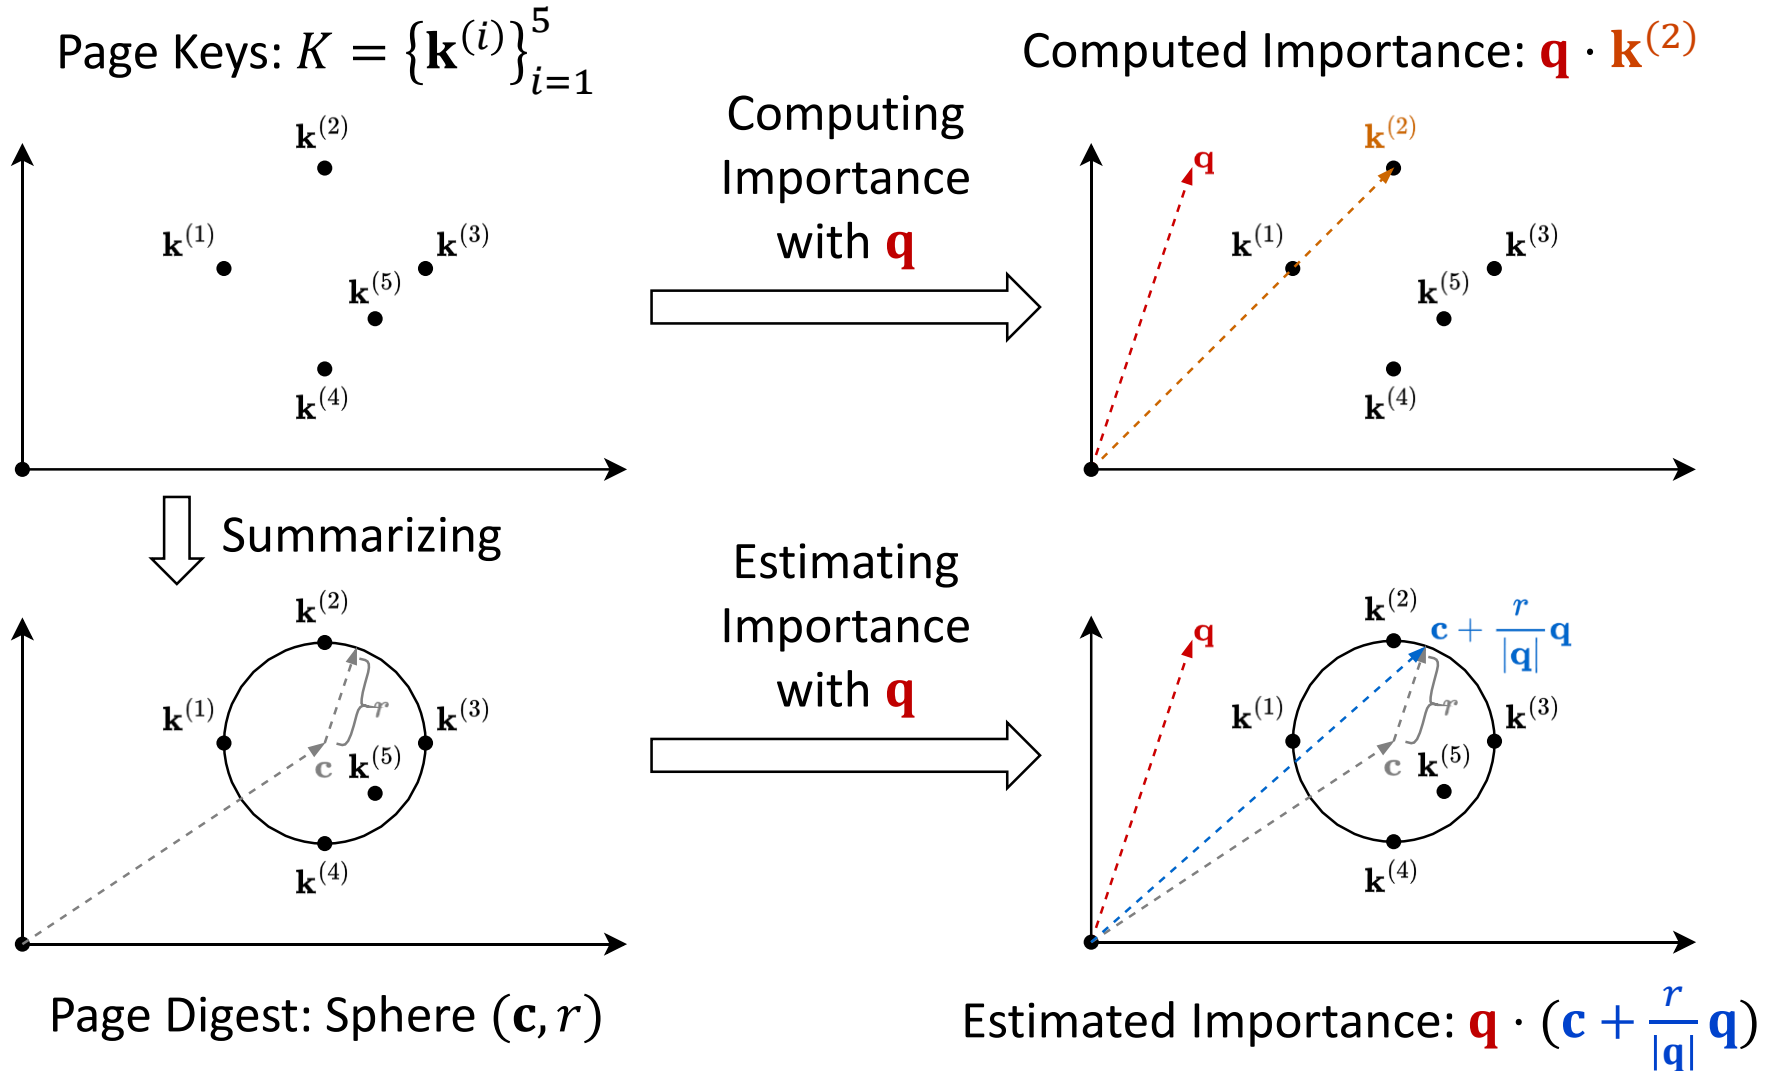 Page Keys: K = {𝐤^(i)}_{i=1}^5
𝐤^(2)
𝐤^(1)
𝐤^(3)
𝐤^(5)
𝐤^(4)
Computing
Importance
with 𝐪
Computed Importance: 𝐪 · 𝐤^(2)
𝐤^(2)
𝐪
𝐤^(1)
𝐤^(3)
𝐤^(5)
𝐤^(4)
Summarizing
𝐤^(2)
𝐤^(1)
r
𝐤^(3)
𝐜
𝐤^(5)
𝐤^(4)
Page Digest: Sphere (𝐜, r)
Estimating
Importance
with 𝐪
𝐤^(2)
𝐜 + r/|𝐪| 𝐪
𝐪
𝐤^(1)
r
𝐤^(3)
𝐜
𝐤^(5)
𝐤^(4)
Estimated Importance: 𝐪 · (𝐜 + r/|𝐪| 𝐪)